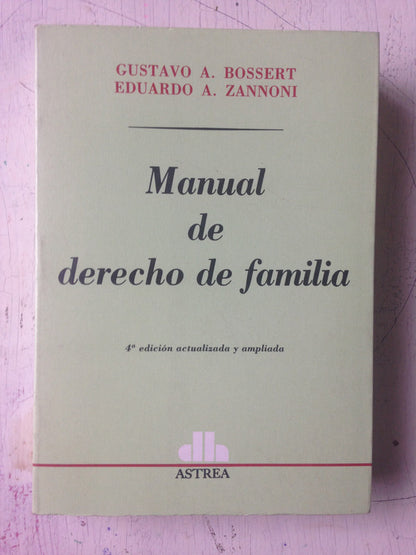 GUSTAVO A. BOSSERT
EDUARDO A. ZANNONI
Manual
de
derecho de familia
4ª edición actualizada y ampliada
ASTREA